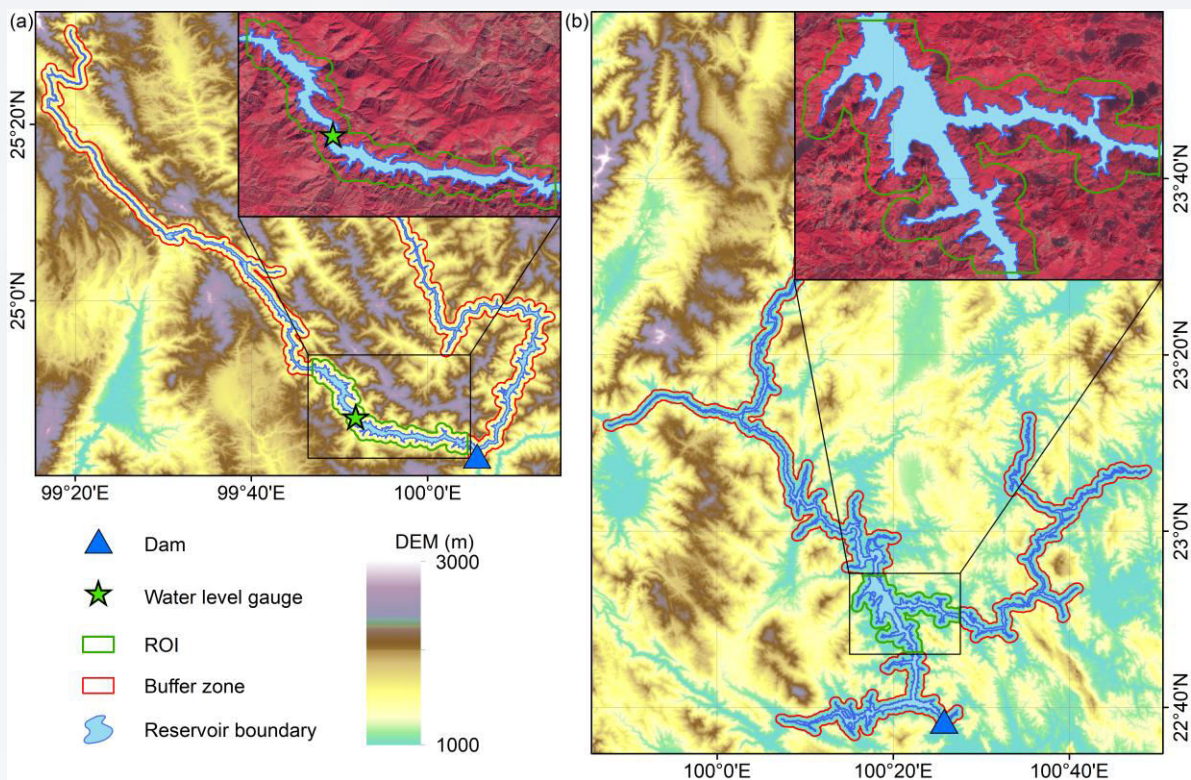 (a)
(b)
25°20'N
25°0'N
99°20'E
99°40'E
100°0'E
23°40'N
23°20'N
23°0'N
22°40'N
100°0'E
100°20'E
100°40'E
Dam
Water level gauge
ROI
Buffer zone
Reservoir boundary
DEM (m)
3000
1000